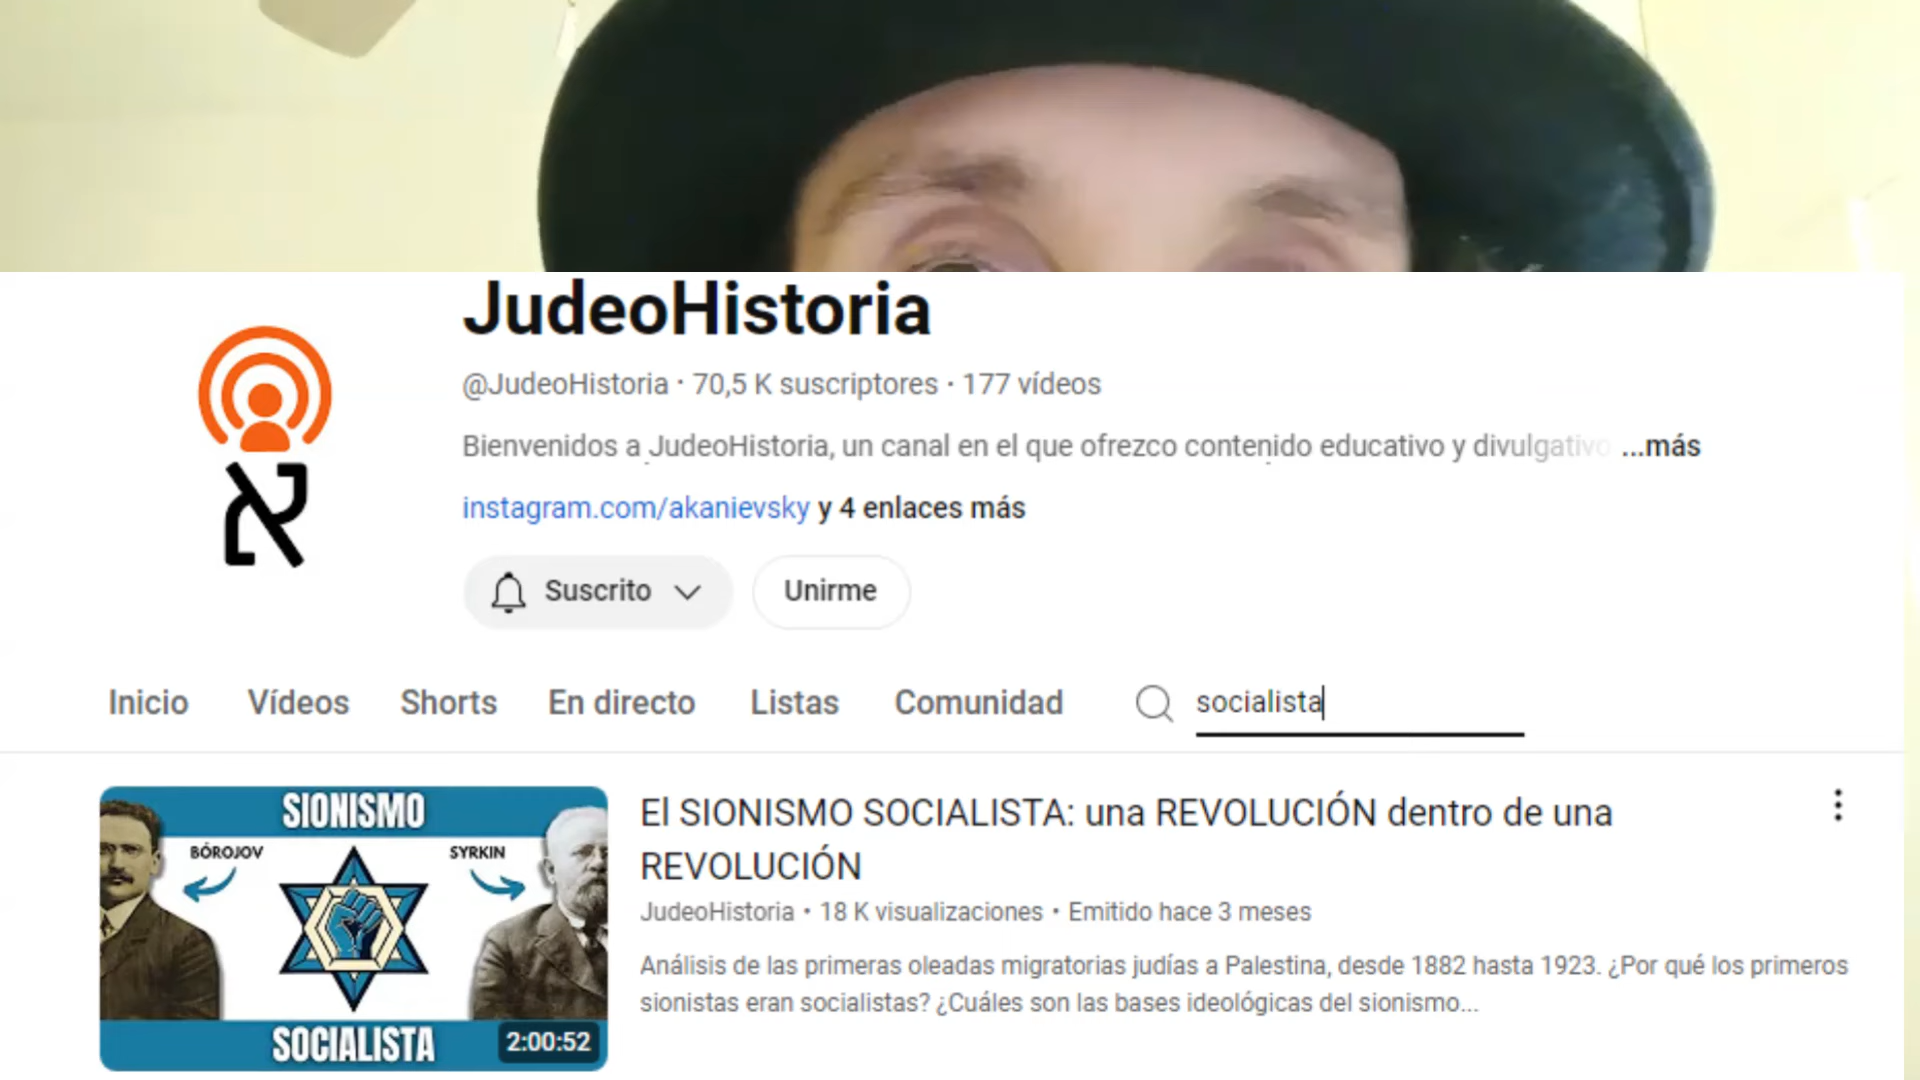 JudeoHistoria
@JudeoHistoria · 70,5 K suscriptores · 177 vídeos
Bienvenidos a JudeoHistoria, un canal en el que ofrezco contenido educativo y divulgativo ...más
instagram.com/akanievsky y 4 enlaces más
א
Suscrito
Unirme
Inicio Vídeos Shorts En directo Listas Comunidad socialista
SIONISMO
BÓROJOV
SYRKIN
SOCIALISTA
2:00:52
El SIONISMO SOCIALISTA: una REVOLUCIÓN dentro de una
REVOLUCIÓN
JudeoHistoria • 18 K visualizaciones • Emitido hace 3 meses
Análisis de las primeras oleadas migratorias judías a Palestina, desde 1882 hasta 1923. ¿Por qué los primeros
sionistas eran socialistas? ¿Cuáles son las bases ideológicas del sionismo...